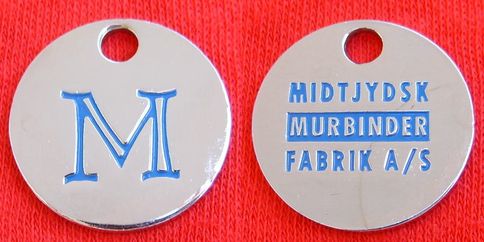 M
MIDTJYDSK
MURBINDER
FABRIK A/S